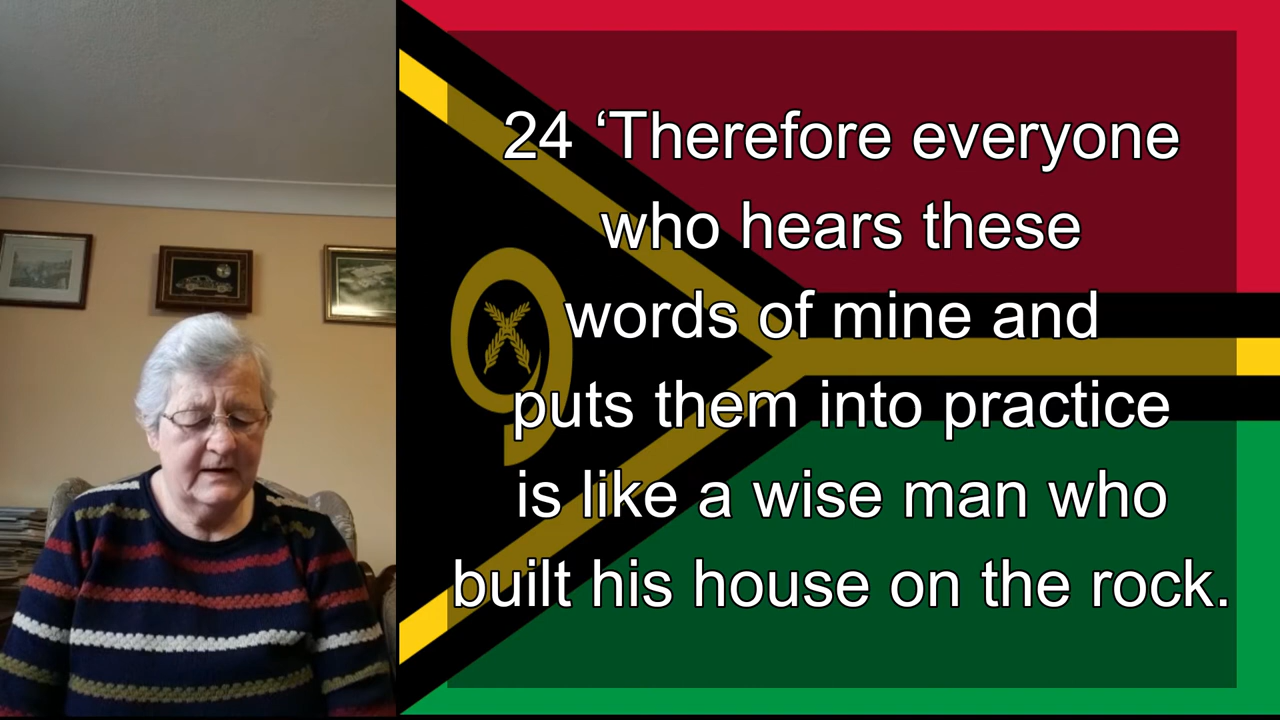 24 ‘Therefore everyone
who hears these
words of mine and
puts them into practice
is like a wise man who
built his house on the rock.